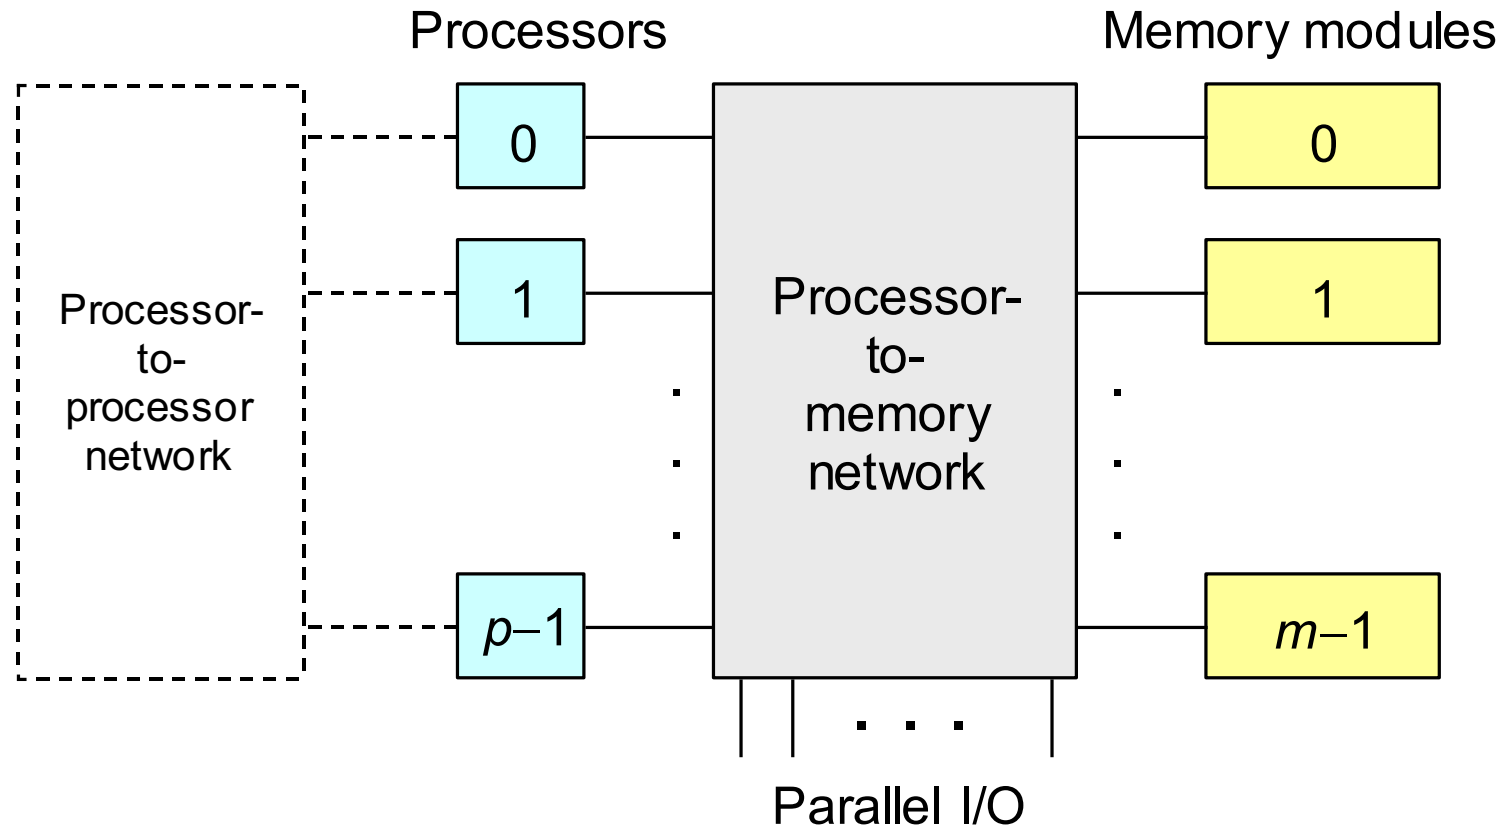 Processors
Memory modules
0
0
1
1
Processor-
to-
processor
network
Processor-
to-
memory
network
p–1
m–1
Parallel I/O